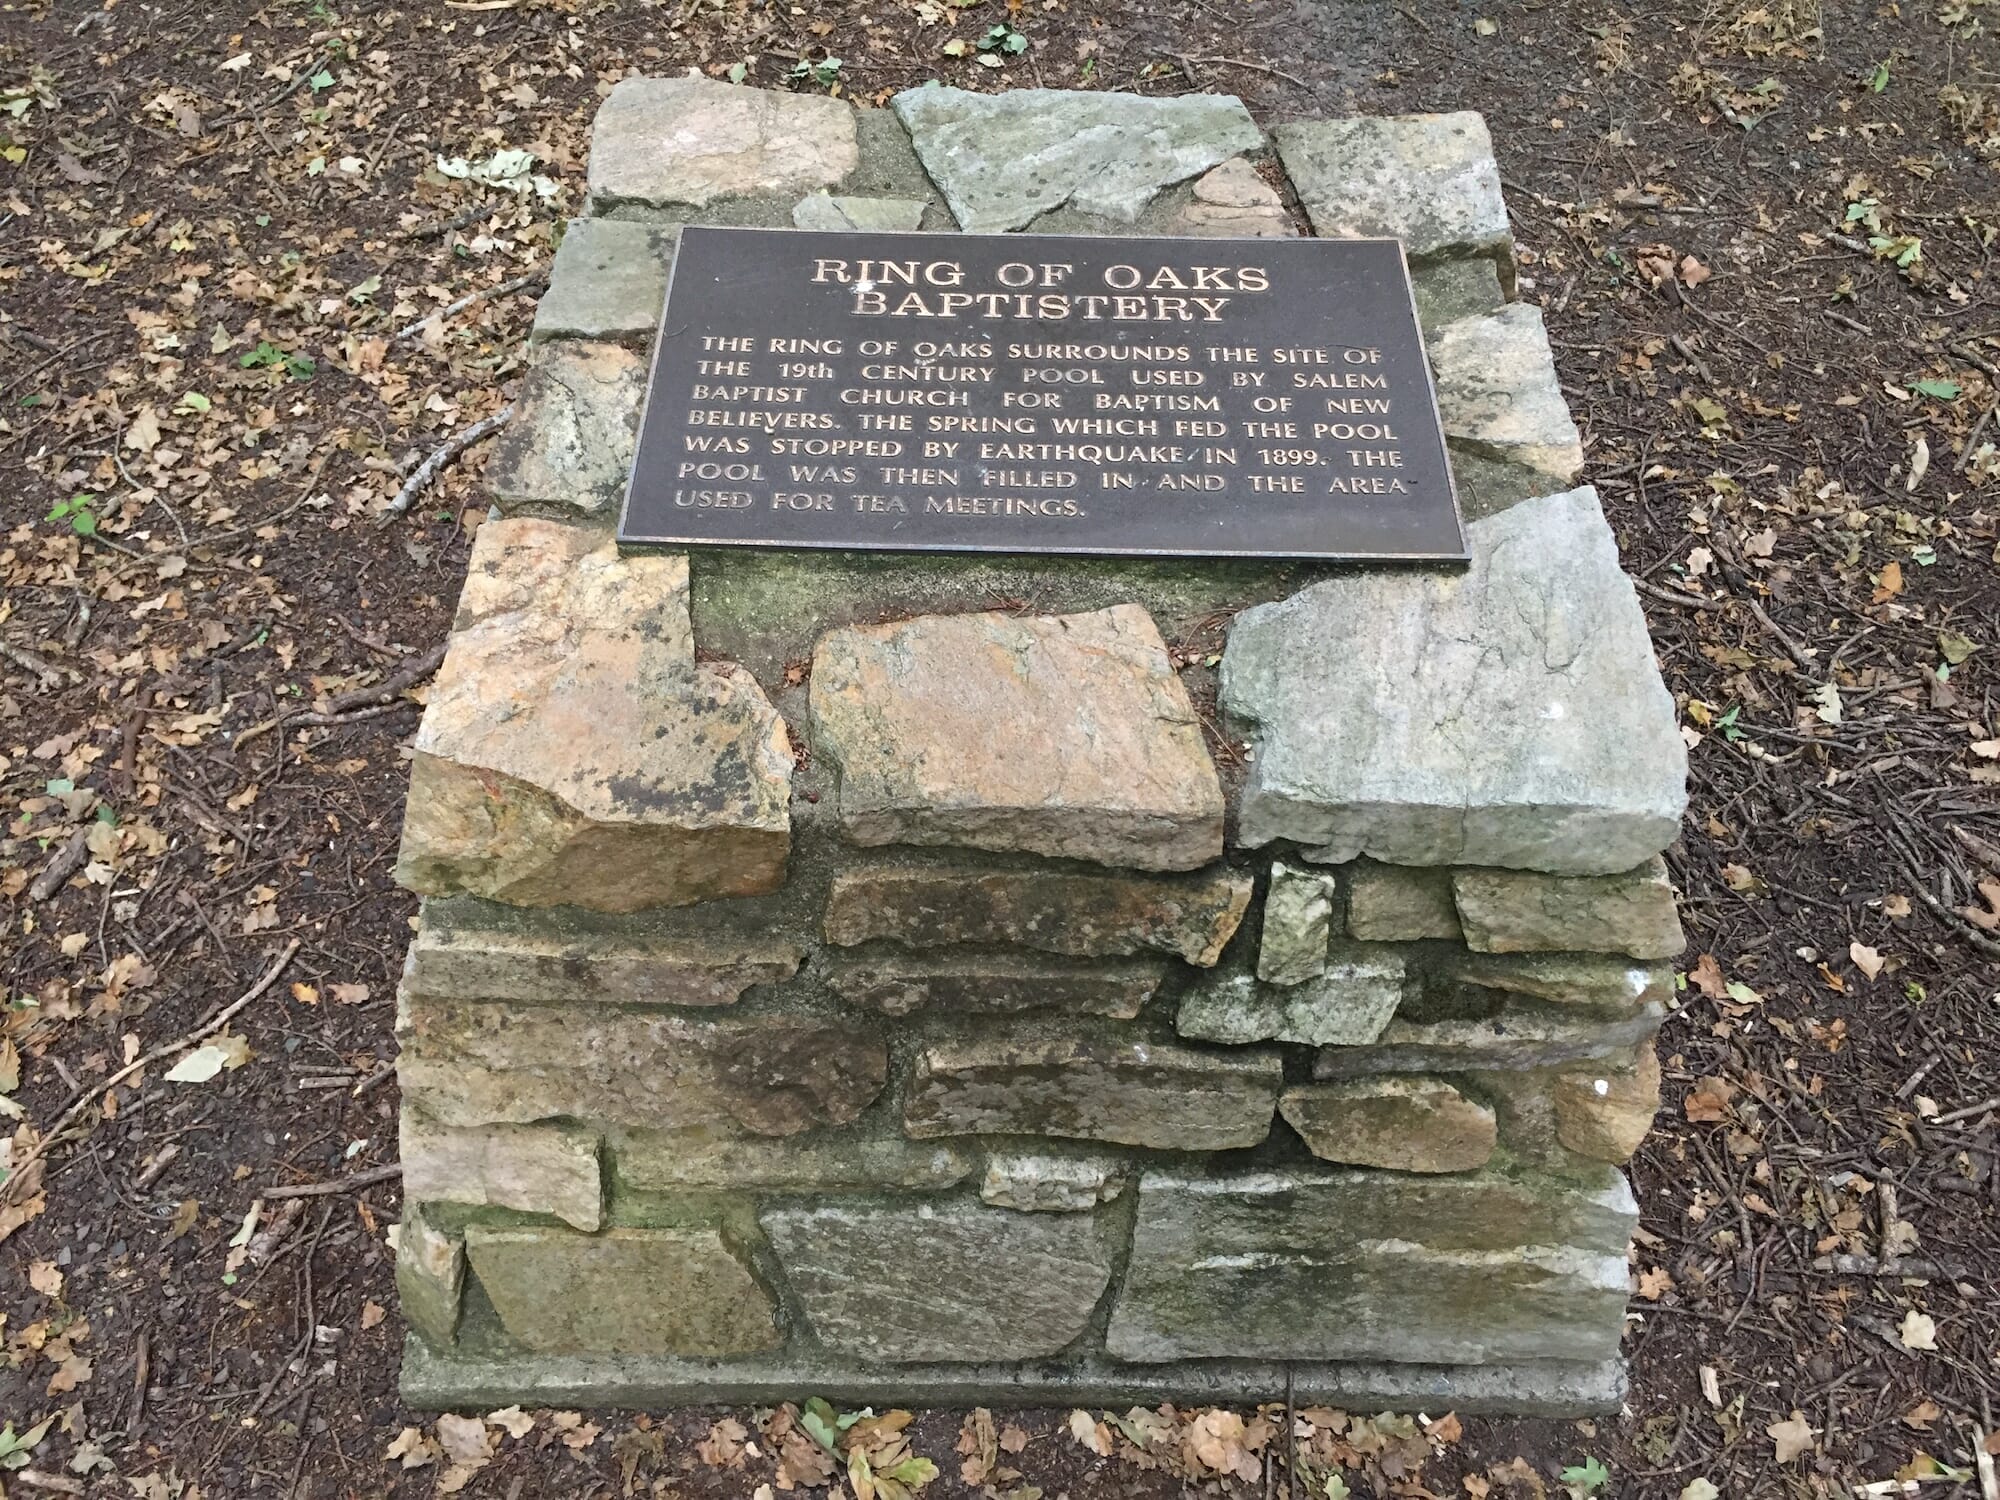 RING OF OAKS
BAPTISTERY
THE RING OF OAKS SURROUNDS THE SITE OF
THE 19th CENTURY POOL USED BY SALEM
BAPTIST CHURCH FOR BAPTISM OF NEW
BELIEVERS. THE SPRING WHICH FED THE POOL
WAS STOPPED BY EARTHQUAKE IN 1899. THE
POOL WAS THEN FILLED IN AND THE AREA
USED FOR TEA MEETINGS.